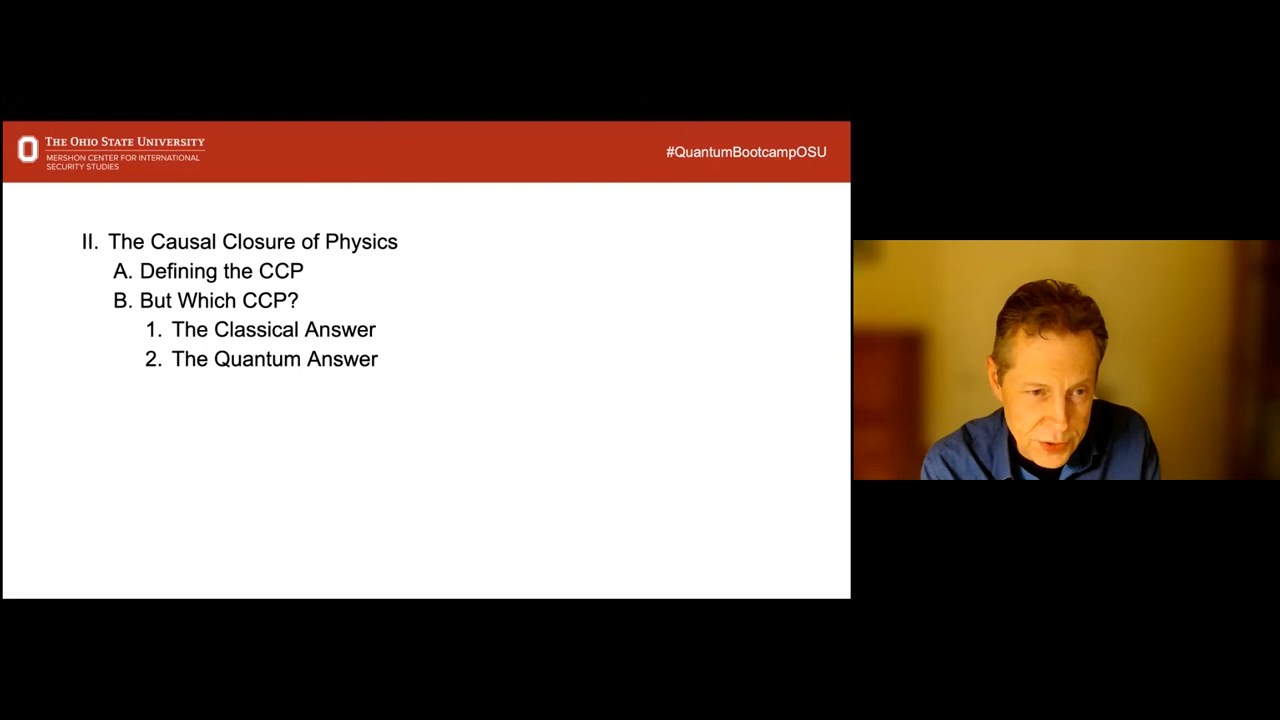 THE OHIO STATE UNIVERSITY
MERSHON CENTER FOR INTERNATIONAL
SECURITY STUDIES
#QuantumBootcampOSU
II. The Causal Closure of Physics
A. Defining the CCP
B. But Which CCP?
1. The Classical Answer
2. The Quantum Answer